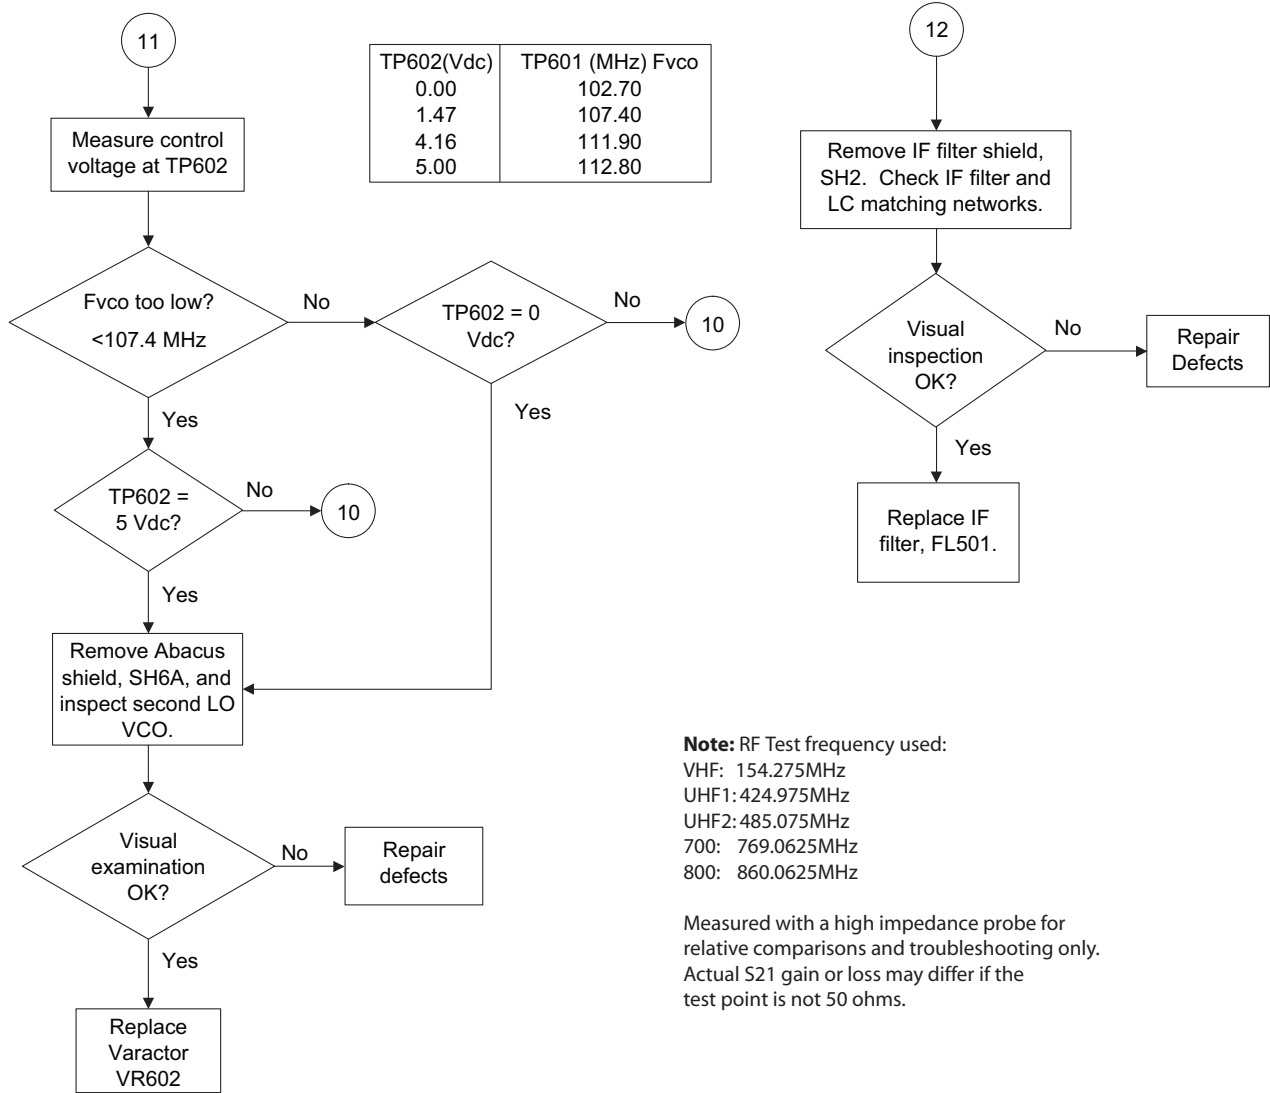 11
Measure control
voltage at TP602
TP602(Vdc) TP601 (MHz) Fvco
0.00 102.70
1.47 107.40
4.16 111.90
5.00 112.80
Fvco too low?
<107.4 MHz
No
TP602 = 0
Vdc?
No
10
Yes
Yes
TP602 =
5 Vdc?
No
10
Yes
Remove Abacus
shield, SH6A, and
inspect second LO
VCO.
Visual
examination
OK?
No
Repair
defects
Yes
Replace
Varactor
VR602
12
Remove IF filter shield,
SH2. Check IF filter and
LC matching networks.
Visual
inspection
OK?
No
Repair
Defects
Yes
Replace IF
filter, FL501.
Note: RF Test frequency used:
VHF: 154.275MHz
UHF1: 424.975MHz
UHF2: 485.075MHz
700: 769.0625MHz
800: 860.0625MHz
Measured with a high impedance probe for
relative comparisons and troubleshooting only.
Actual S21 gain or loss may differ if the
test point is not 50 ohms.